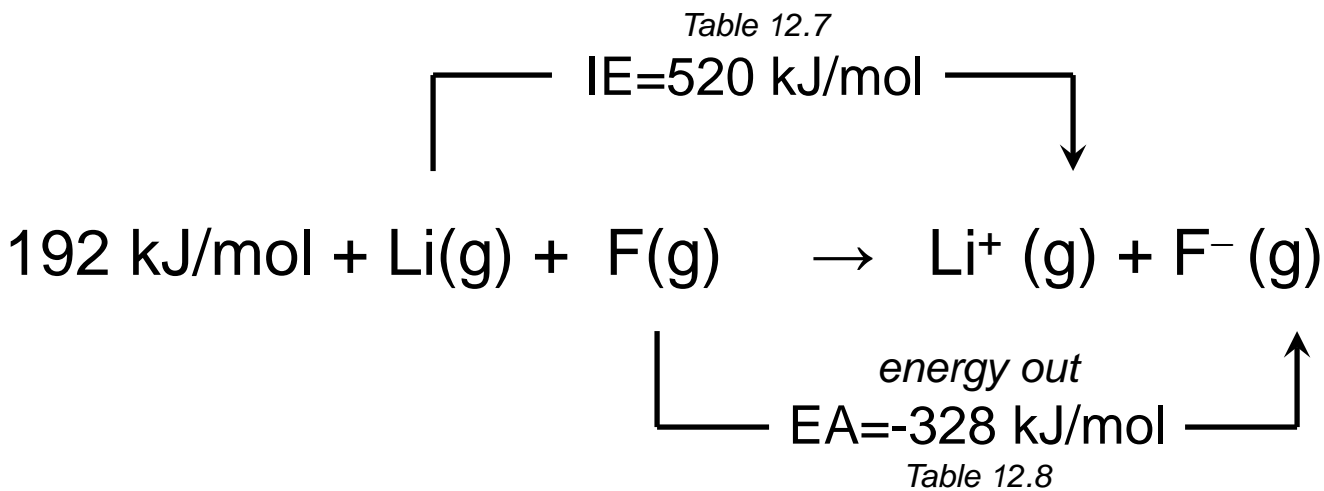 Table 12.7
IE=520 kJ/mol
192 kJ/mol + Li(g) + F(g) → Li⁺ (g) + F⁻ (g)
energy out
EA=-328 kJ/mol
Table 12.8